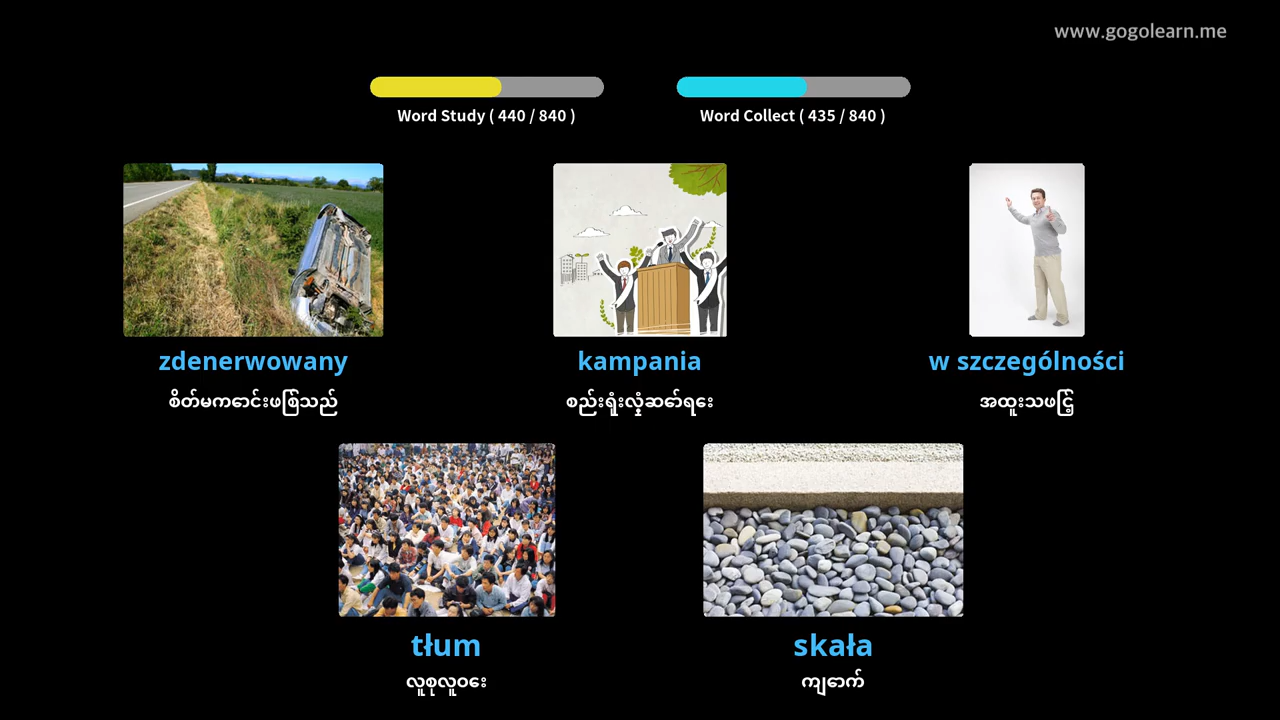 www.gogolearn.me
Word Study ( 440 / 840 )
Word Collect ( 435 / 840 )
zdenerwowany
kampania
w szczególności
စိတ်မကောင်းဖြစ်သည်
စည်းရုံးလှုံ့ဆော်ရေး
အထူးသဖြင့်
tłum
skała
လူစုလူဝေး
ကျောက်